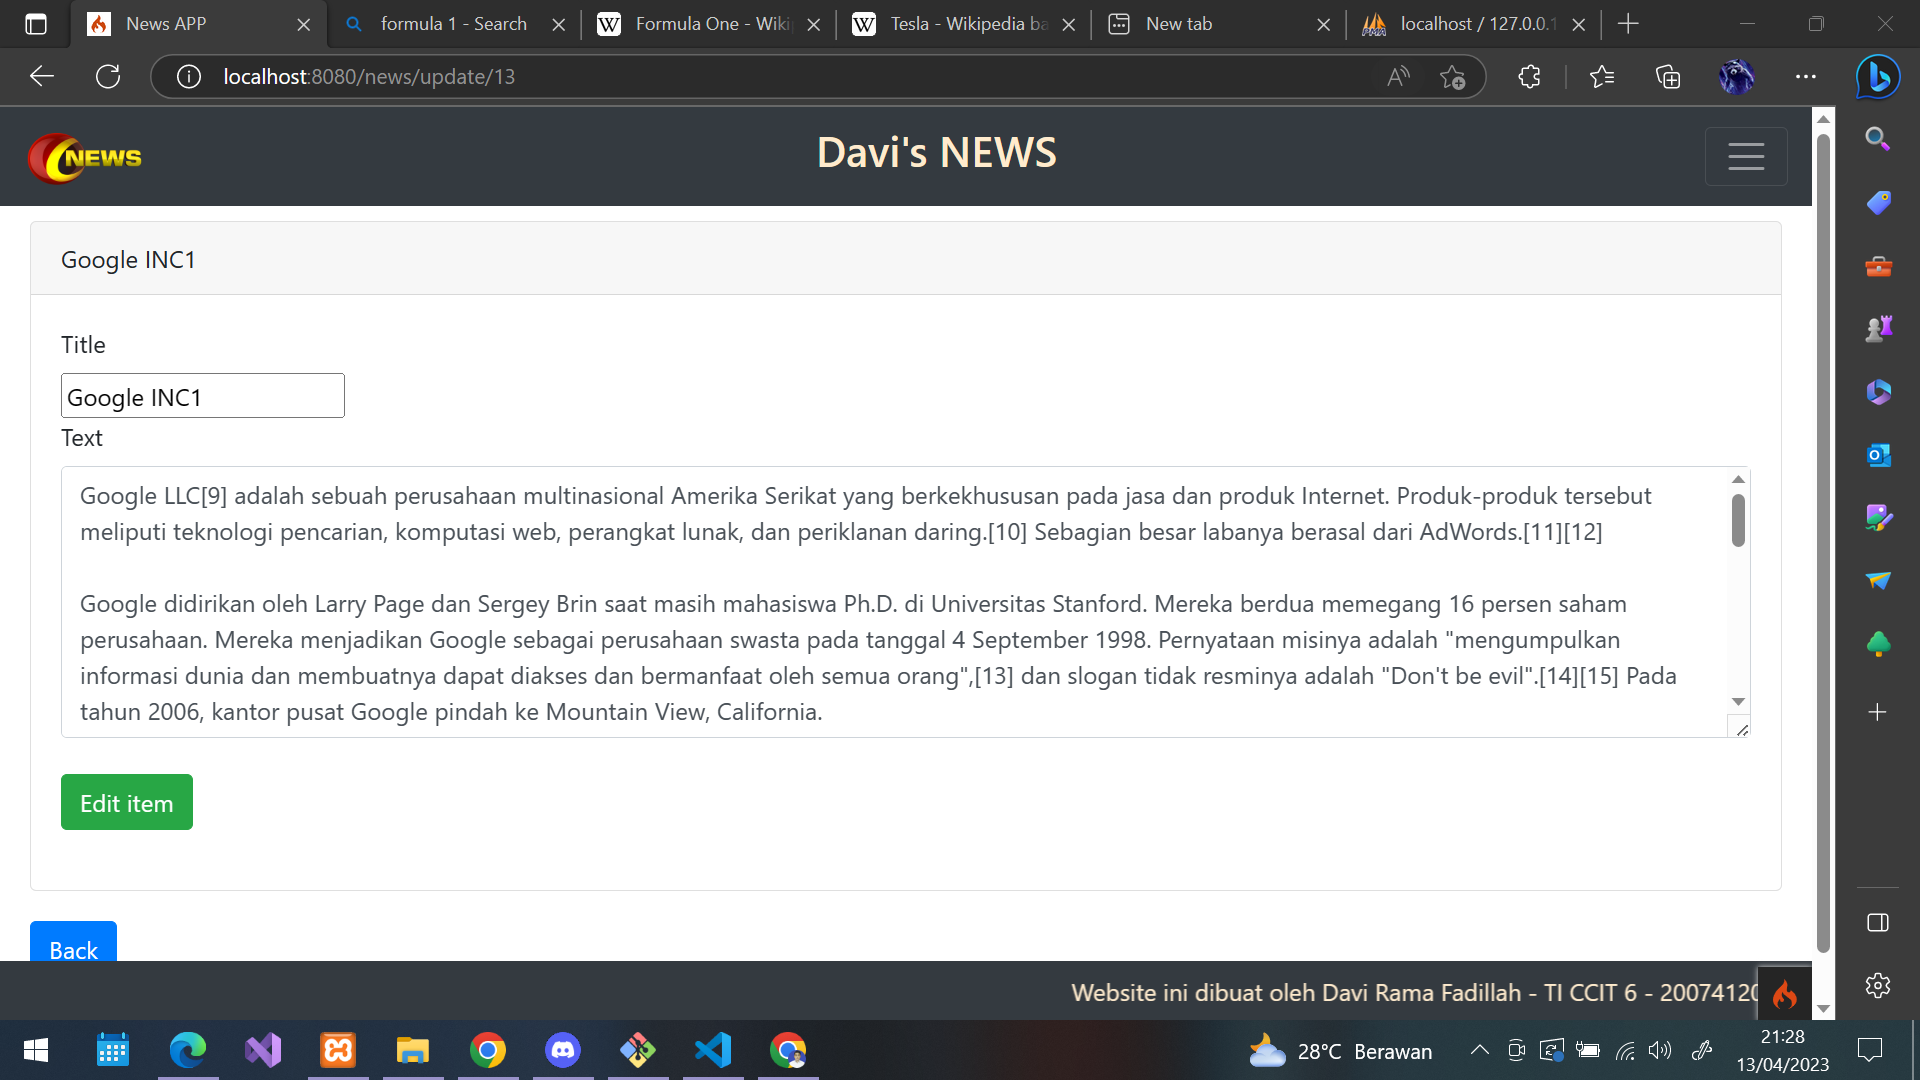 News APP
formula 1 - Search
Formula One - Wiki
Tesla - Wikipedia ba
New tab
localhost / 127.0.0.1
localhost:8080/news/update/13
NEWS
Davi's NEWS
Google INC1
Title
Google INC1
Text
Google LLC[9] adalah sebuah perusahaan multinasional Amerika Serikat yang berkekhususan pada jasa dan produk Internet. Produk-produk tersebut
meliputi teknologi pencarian, komputasi web, perangkat lunak, dan periklanan daring.[10] Sebagian besar labanya berasal dari AdWords.[11][12]
Google didirikan oleh Larry Page dan Sergey Brin saat masih mahasiswa Ph.D. di Universitas Stanford. Mereka berdua memegang 16 persen saham
perusahaan. Mereka menjadikan Google sebagai perusahaan swasta pada tanggal 4 September 1998. Pernyataan misinya adalah "mengumpulkan
informasi dunia dan membuatnya dapat diakses dan bermanfaat oleh semua orang",[13] dan slogan tidak resminya adalah "Don't be evil".[14][15] Pada
tahun 2006, kantor pusat Google pindah ke Mountain View, California.
Edit item
Back
Website ini dibuat oleh Davi Rama Fadillah - TI CCIT 6 - 20074120
28°C Berawan
21:28
13/04/2023